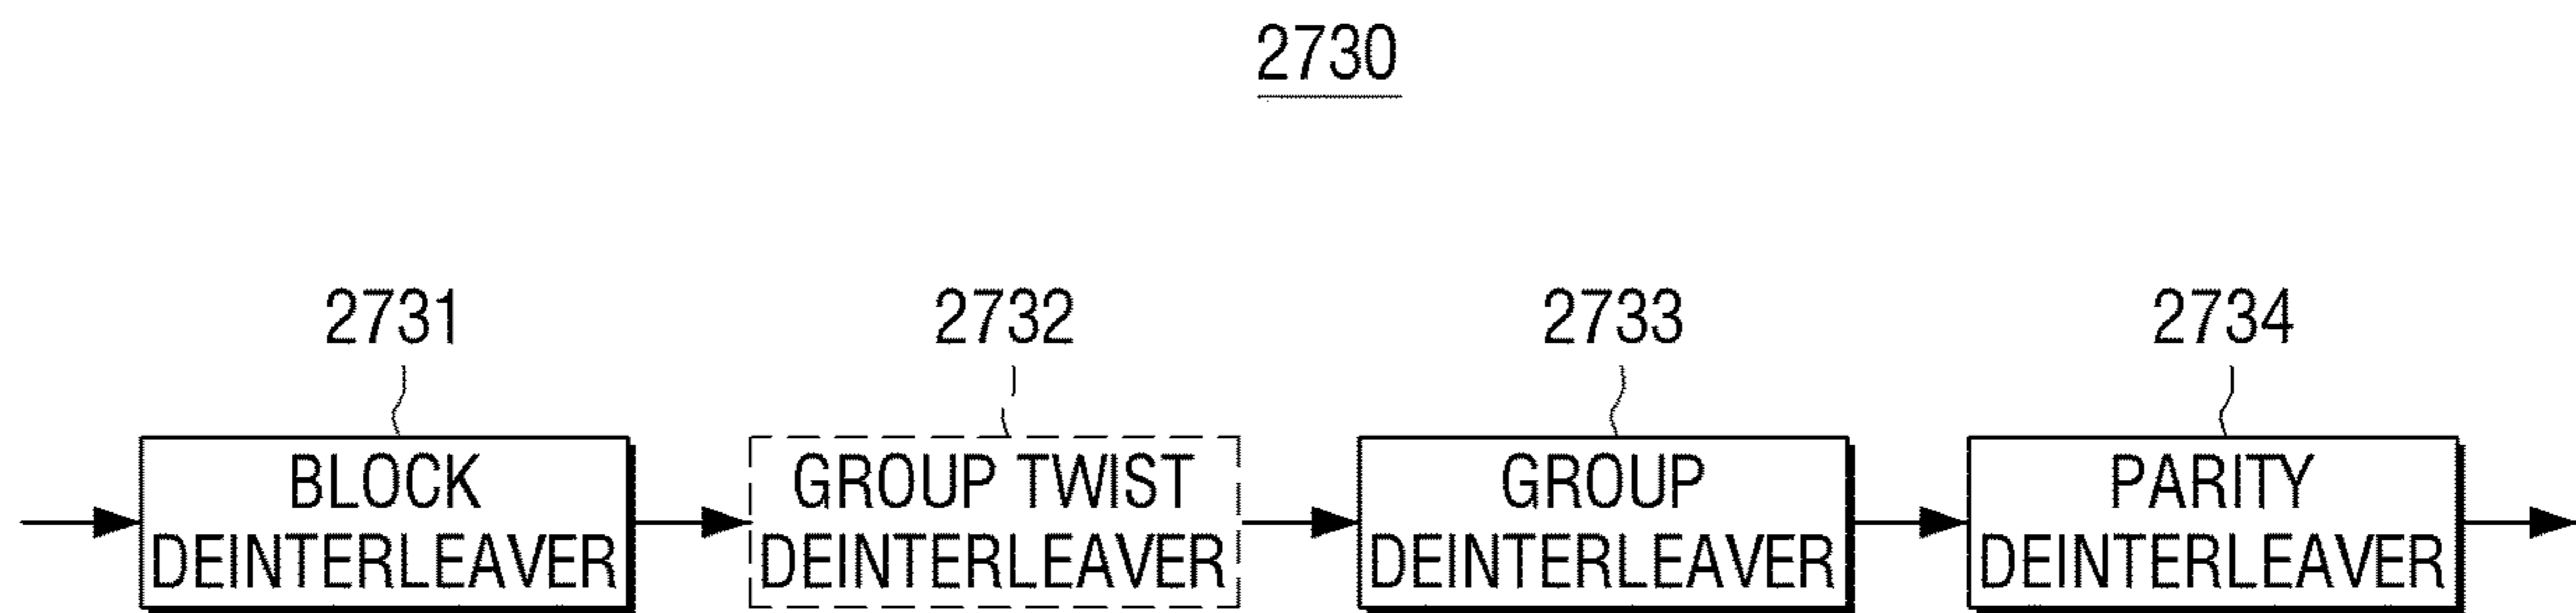 2730
2731
2732
2733
2734
BLOCK
DEINTERLEAVER
GROUP TWIST
DEINTERLEAVER
GROUP
DEINTERLEAVER
PARITY
DEINTERLEAVER